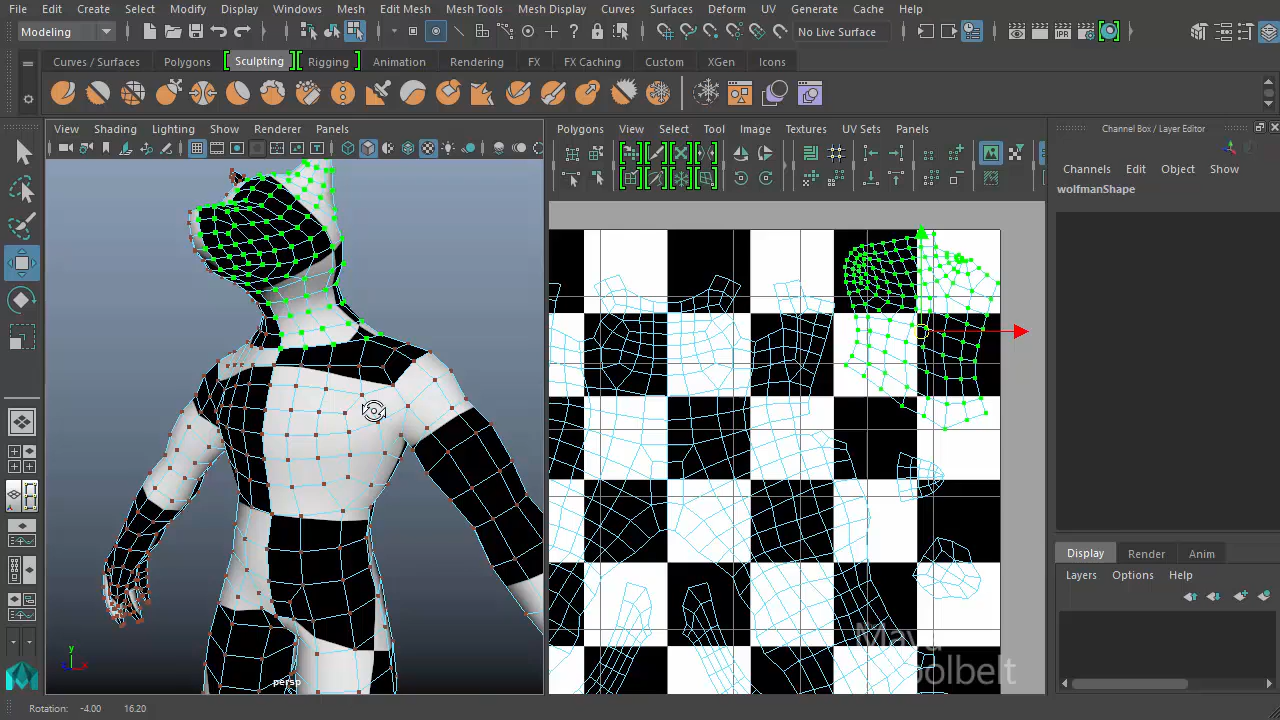 File Edit Create Select Modify Display Windows Mesh Edit Mesh Mesh Tools Mesh Display Curves Surfaces Deform UV Generate Cache Help
Modeling No Live Surface IPR
Curves / Surfaces Polygons Sculpting Rigging Animation Rendering FX FX Caching Custom XGen Icons
View Shading Lighting Show Renderer Panels
Polygons View Select Tool Image Textures UV Sets Panels
Channel Box / Layer Editor
Channels Edit Object Show
wolfmanShape
Display Render Anim
Layers Options Help
Maya
olbelt
y
x
persp
Rotation: -4.00 16.20